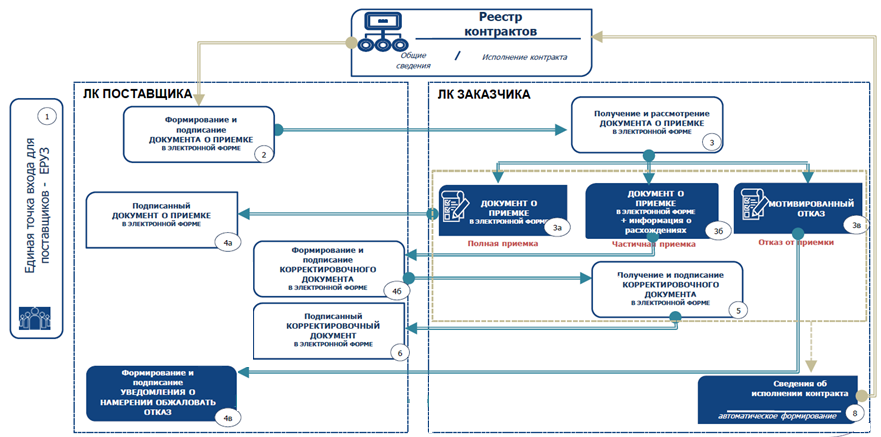 Реестр
контрактов
Общие
сведения
/
Исполнение контракта
ЛК ПОСТАВЩИКА
ЛК ЗАКАЗЧИКА
1
Единая точка входа для
поставщиков - ЕРУЗ
Формирование и
подписание
ДОКУМЕНТА О ПРИЕМКЕ
В ЭЛЕКТРОННОЙ ФОРМЕ
2
Получение и рассмотрение
ДОКУМЕНТА О ПРИЕМКЕ
В ЭЛЕКТРОННОЙ ФОРМЕ
3
Подписанный
ДОКУМЕНТ О ПРИЕМКЕ
В ЭЛЕКТРОННОЙ ФОРМЕ
4а
ДОКУМЕНТ О
ПРИЕМКЕ
В ЭЛЕКТРОННОЙ ФОРМЕ
3а
Полная приемка
ДОКУМЕНТ О
ПРИЕМКЕ
В ЭЛЕКТРОННОЙ ФОРМЕ
+ информация о
расхождениях
3б
Частичная приемка
МОТИВИРОВАННЫЙ
ОТКАЗ
3в
Отказ от приемки
Формирование и
подписание
КОРРЕКТИРОВОЧНОГО
ДОКУМЕНТА
В ЭЛЕКТРОННОЙ ФОРМЕ
4б
Получение и подписание
КОРРЕКТИРОВОЧНОГО
ДОКУМЕНТА
В ЭЛЕКТРОННОЙ ФОРМЕ
5
Подписанный
КОРРЕКТИРОВОЧНЫЙ
ДОКУМЕНТ
В ЭЛЕКТРОННОЙ ФОРМЕ
6
Формирование и
подписание
УВЕДОМЛЕНИЯ О
НАМЕРЕНИИ ОБЖАЛОВАТЬ
ОТКАЗ
4в
Сведения об
исполнении контракта
автоматическое формирование
8